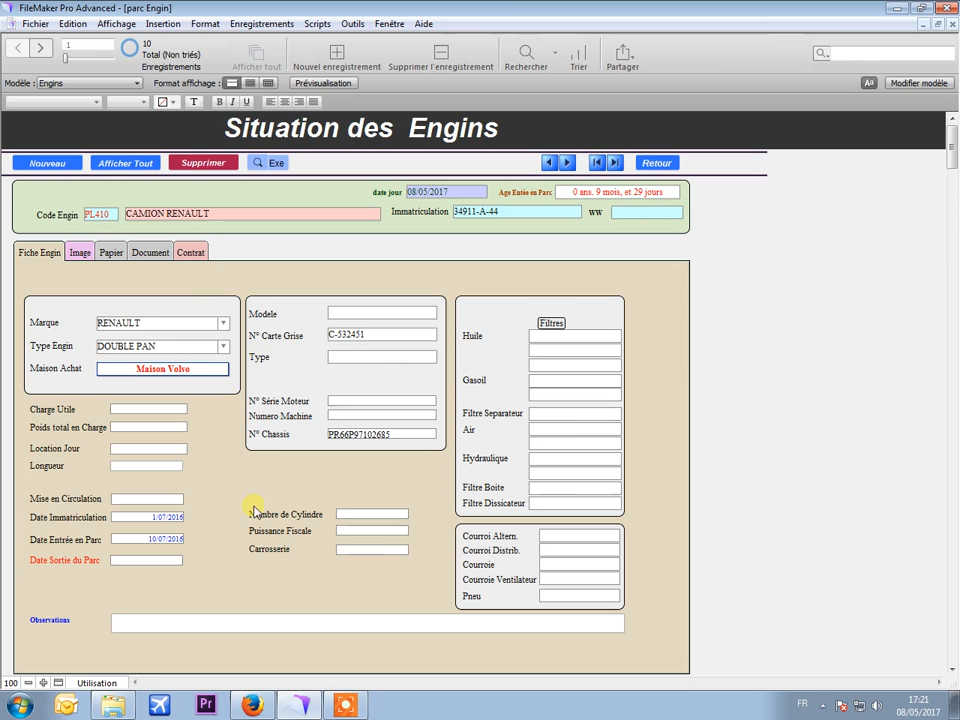 FileMaker Pro Advanced - [parc Engin]
Fichier Edition Affichage Insertion Format Enregistrements Scripts Outils Fenêtre Aide
1
10
Total (Non triés)
Enregistrements
Afficher tout
Nouvel enregistrement
Supprimer l'enregistrement
Rechercher
Trier
Partager
Modèle : Engins
Format affichage :
Prévisualisation
Aa
Modifier modèle
T B I U
Situation des Engins
Nouveau
Afficher Tout
Supprimer
Exe
Retour
date jour 08/05/2017
Age Entée en Parc 0 ans. 9 mois, et 29 jours
Code Engin PL410 CAMION RENAULT
Immatriculation 34911-A-44
WW
Fiche Engin Image Papier Document Contrat
Marque RENAULT
Type Engin DOUBLE PAN
Maison Achat Maison Volvo
Charge Utile
Poids total en Charge
Location Jour
Longueur
Mise en Circulation
Date Immatriculation 1/07/2016
Date Entrée en Parc 10/07/2016
Date Sortie du Parc
Modele
N° Carte Grise C-532451
Type
N° Série Moteur
Numero Machine
N° Chassis PR66P97102685
Nombre de Cylindre
Puissance Fiscale
Carrosserie
Filtres
Huile
Gasoil
Filtre Separateur
Air
Hydraulique
Filtre Boite
Filtre Dissicateur
Courroi Altern.
Courroi Distrib.
Courroie
Courroie Ventilateur
Pneu
Observations
100
Utilisation
Pr
FR
17:21
08/05/2017